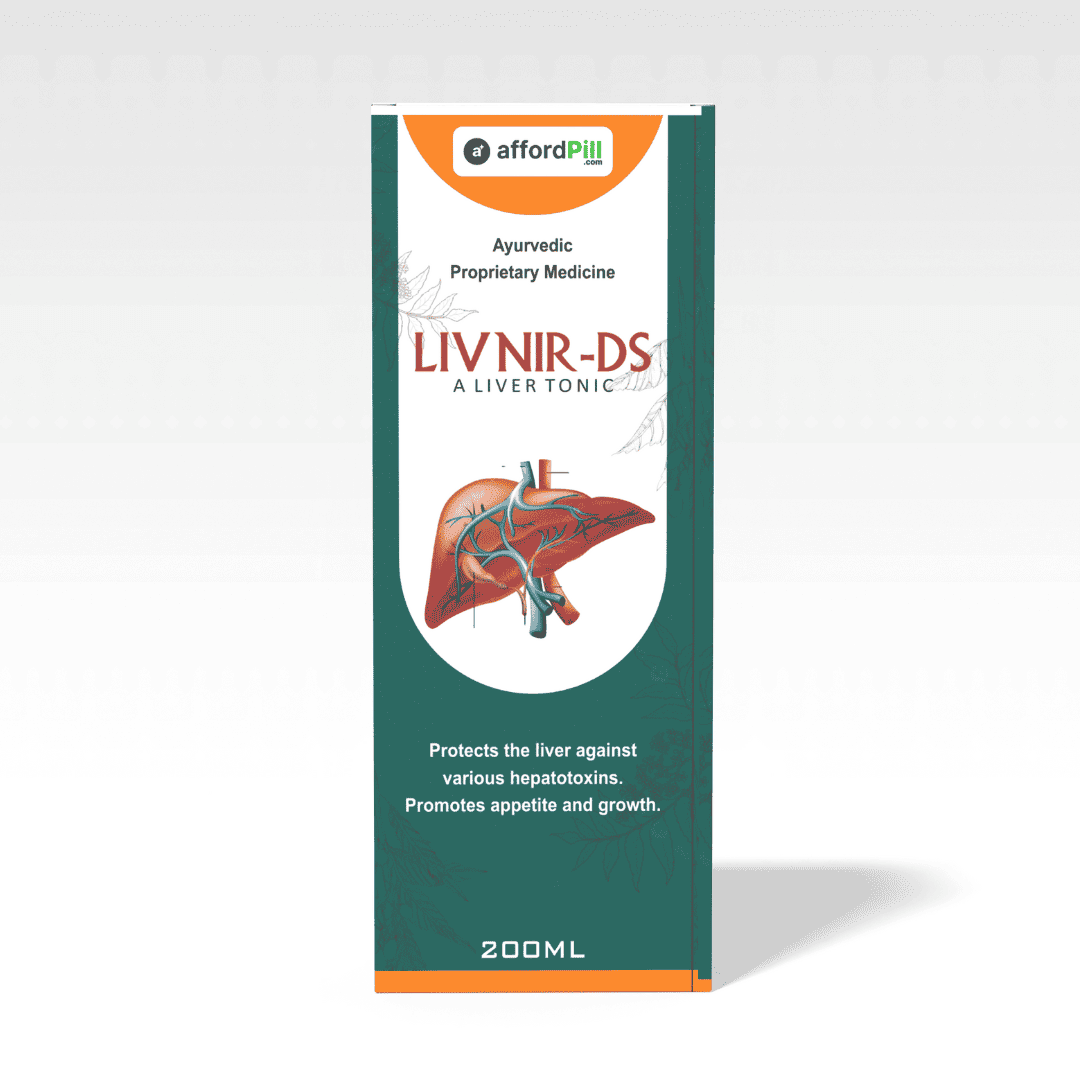 a+ affordPill
.com
Ayurvedic
Proprietary Medicine
LIVNIR-DS
A LIVER TONIC
Protects the liver against
various hepatotoxins.
Promotes appetite and growth.
200ML